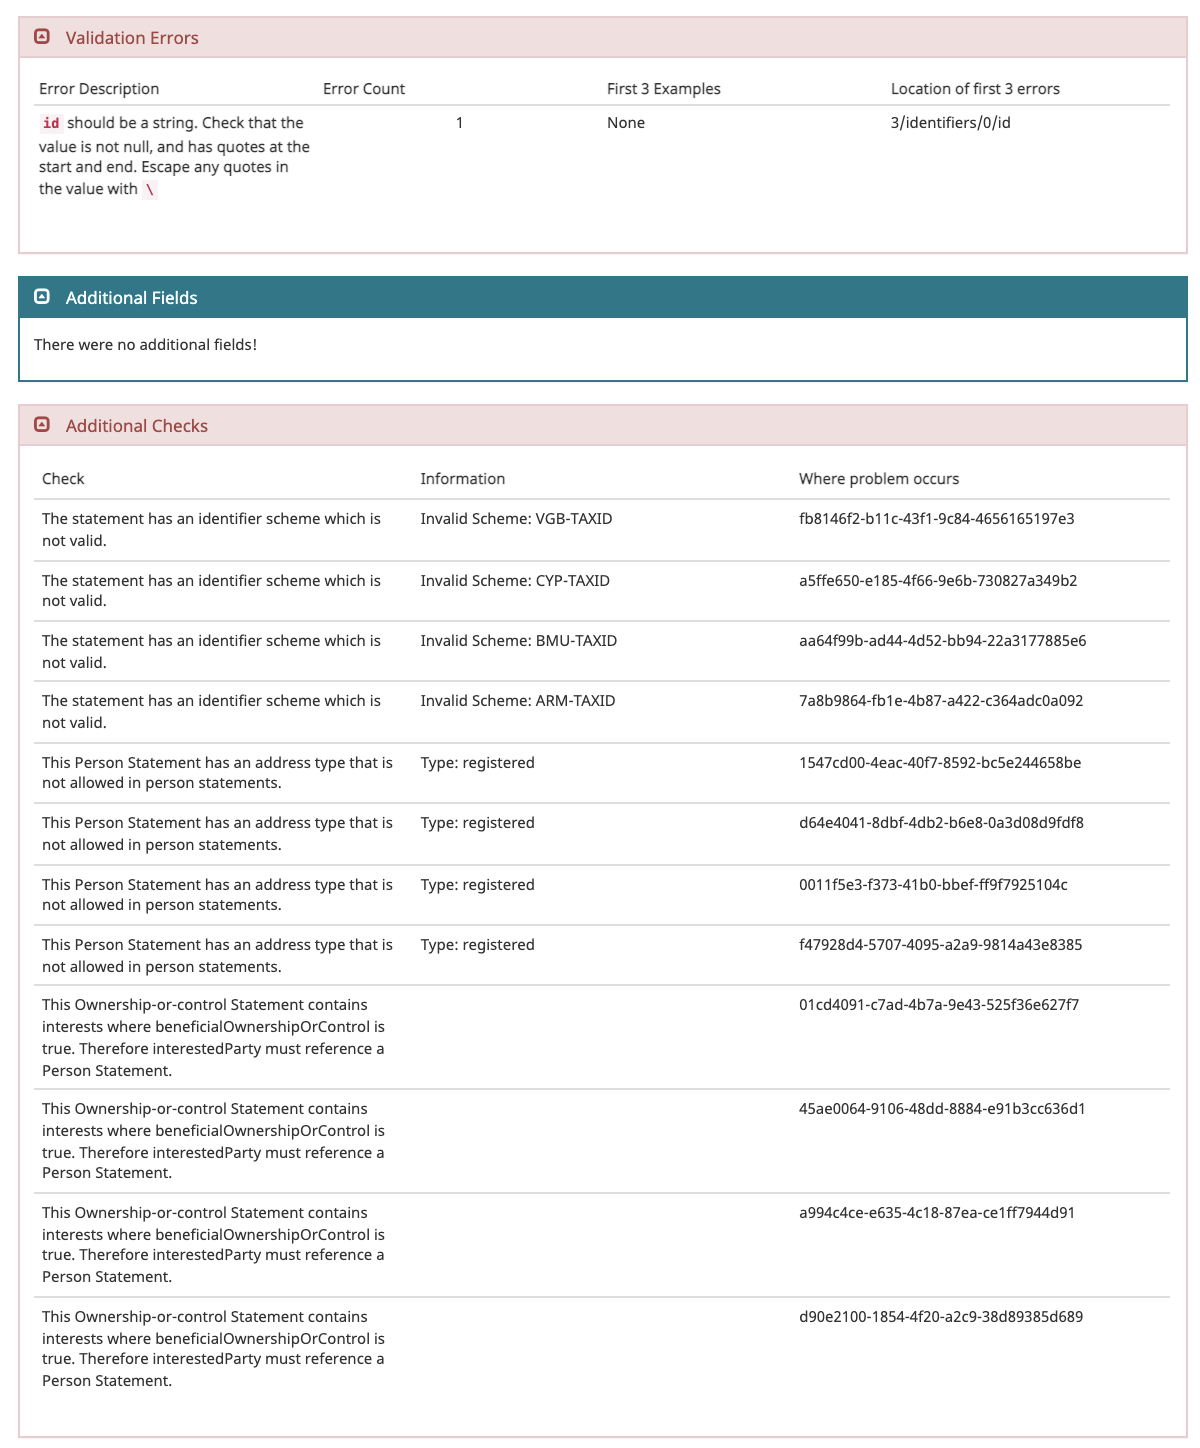 Validation Errors
Error Description Error Count First 3 Examples Location of first 3 errors
id should be a string. Check that the 1 None 3/identifiers/0/id
value is not null, and has quotes at the
start and end. Escape any quotes in
the value with \
Additional Fields
There were no additional fields!
Additional Checks
Check Information Where problem occurs
The statement has an identifier scheme which is Invalid Scheme: VGB-TAXID fb8146f2-b11c-43f1-9c84-4656165197e3
not valid.
The statement has an identifier scheme which is Invalid Scheme: CYP-TAXID a5ffe650-e185-4f66-9e6b-730827a349b2
not valid.
The statement has an identifier scheme which is Invalid Scheme: BMU-TAXID aa64f99b-ad44-4d52-bb94-22a3177885e6
not valid.
The statement has an identifier scheme which is Invalid Scheme: ARM-TAXID 7a8b9864-fb1e-4b87-a422-c364adc0a092
not valid.
This Person Statement has an address type that is Type: registered 1547cd00-4eac-40f7-8592-bc5e244658be
not allowed in person statements.
This Person Statement has an address type that is Type: registered d64e4041-8dbf-4db2-b6e8-0a3d08d9fdf8
not allowed in person statements.
This Person Statement has an address type that is Type: registered 0011f5e3-f373-41b0-bbef-ff9f7925104c
not allowed in person statements.
This Person Statement has an address type that is Type: registered f47928d4-5707-4095-a2a9-9814a43e8385
not allowed in person statements.
This Ownership-or-control Statement contains 01cd4091-c7ad-4b7a-9e43-525f36e627f7
interests where beneficialOwnershipOrControl is
true. Therefore interestedParty must reference a
Person Statement.
This Ownership-or-control Statement contains 45ae0064-9106-48dd-8884-e91b3cc636d1
interests where beneficialOwnershipOrControl is
true. Therefore interestedParty must reference a
Person Statement.
This Ownership-or-control Statement contains a994c4ce-e635-4c18-87ea-ce1ff7944d91
interests where beneficialOwnershipOrControl is
true. Therefore interestedParty must reference a
Person Statement.
This Ownership-or-control Statement contains d90e2100-1854-4f20-a2c9-38d89385d689
interests where beneficialOwnershipOrControl is
true. Therefore interestedParty must reference a
Person Statement.